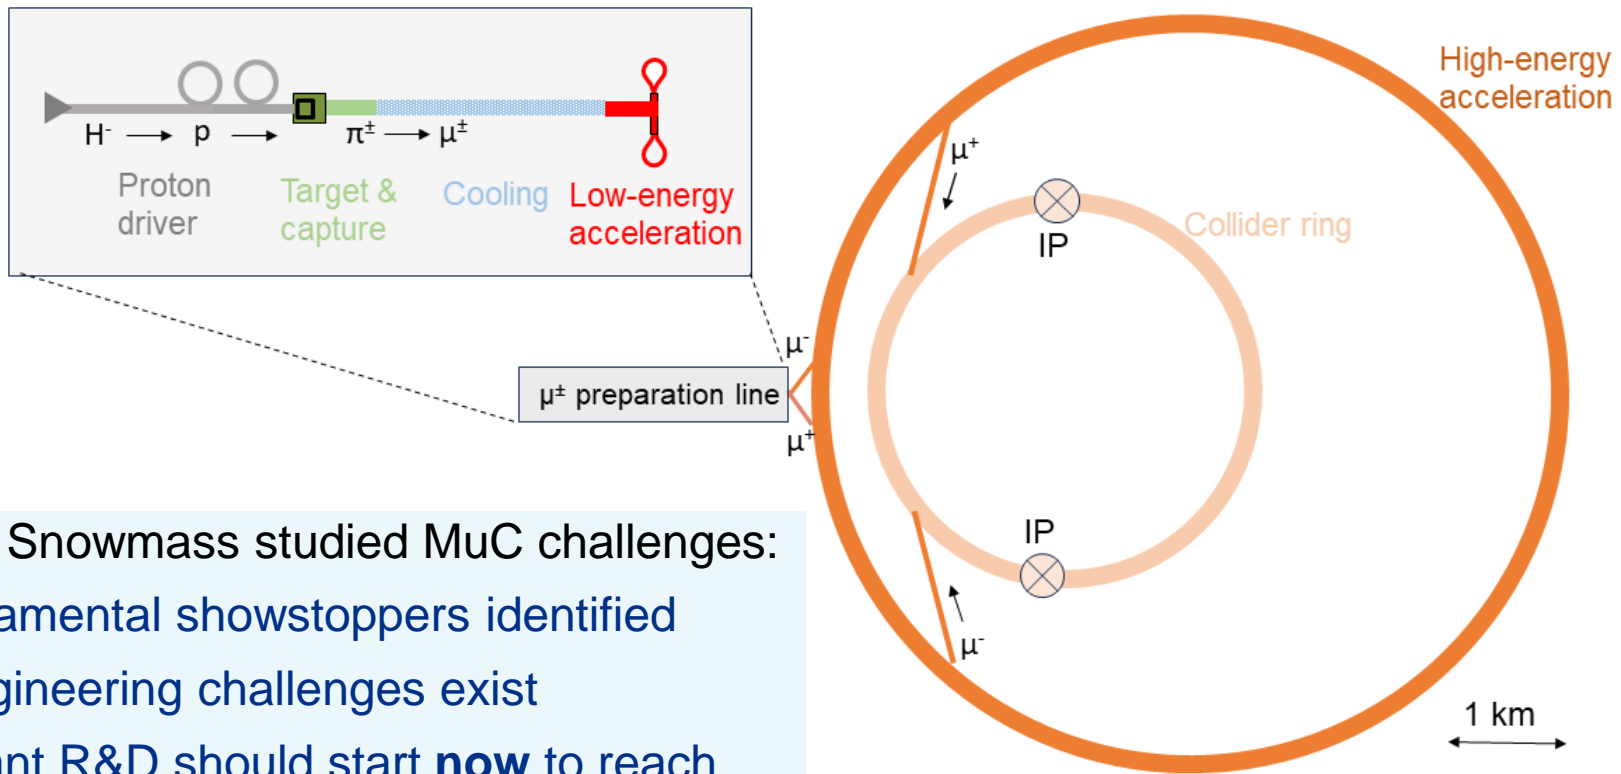 H⁻ → p →
π± → μ±
Proton
driver
Target &
capture
Cooling
Low-energy
acceleration
High-energy
acceleration
μ⁺
IP
Collider ring
μ⁻
μ± preparation line
μ⁺
IP
μ⁻
1 km
Snowmass studied MuC challenges:
amental showstoppers identified
gineering challenges exist
ant R&D should start now to reach